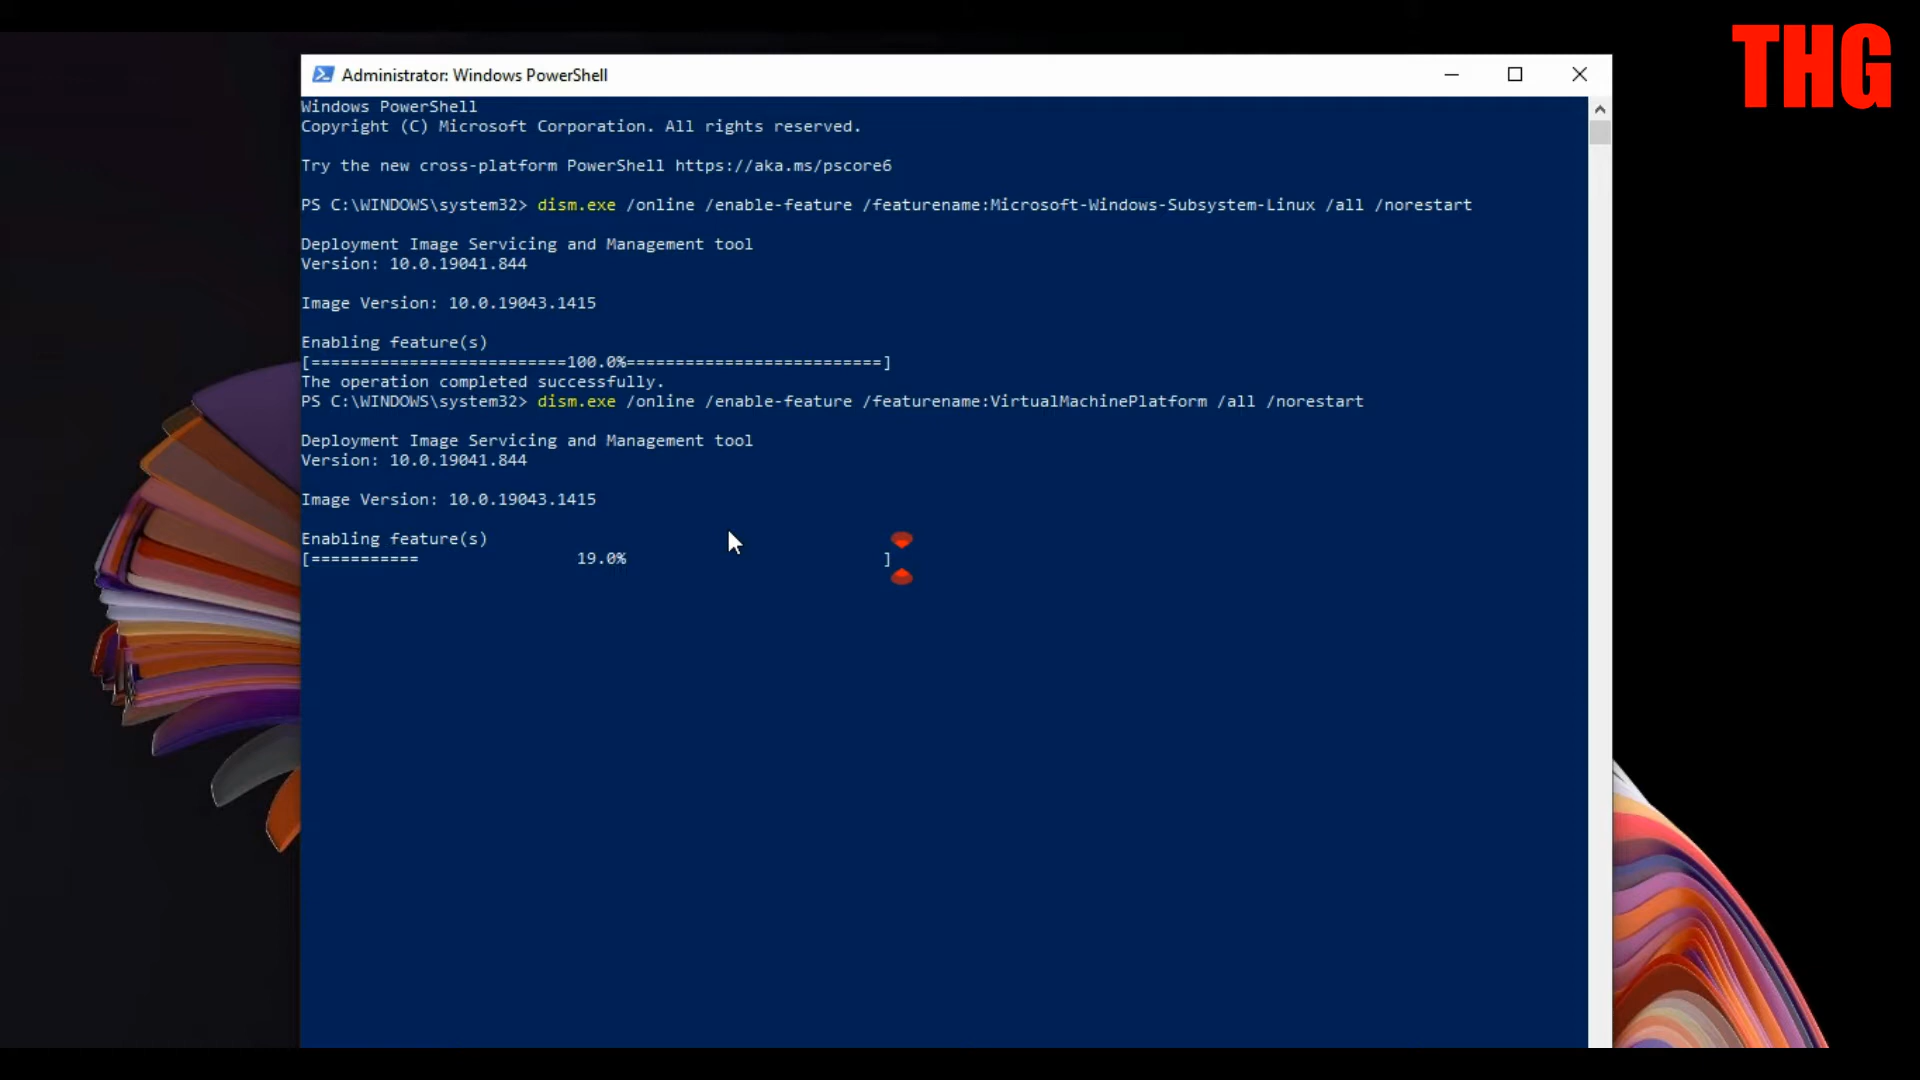 THG
Administrator: Windows PowerShell
Windows PowerShell
Copyright (C) Microsoft Corporation. All rights reserved.
Try the new cross-platform PowerShell https://aka.ms/pscore6
PS C:\WINDOWS\system32> dism.exe /online /enable-feature /featurename:Microsoft-Windows-Subsystem-Linux /all /norestart
Deployment Image Servicing and Management tool
Version: 10.0.19041.844
Image Version: 10.0.19043.1415
Enabling feature(s)
[==========================100.0%==========================]
The operation completed successfully.
PS C:\WINDOWS\system32> dism.exe /online /enable-feature /featurename:VirtualMachinePlatform /all /norestart
Deployment Image Servicing and Management tool
Version: 10.0.19041.844
Image Version: 10.0.19043.1415
Enabling feature(s)
[===========                19.0%                          ]